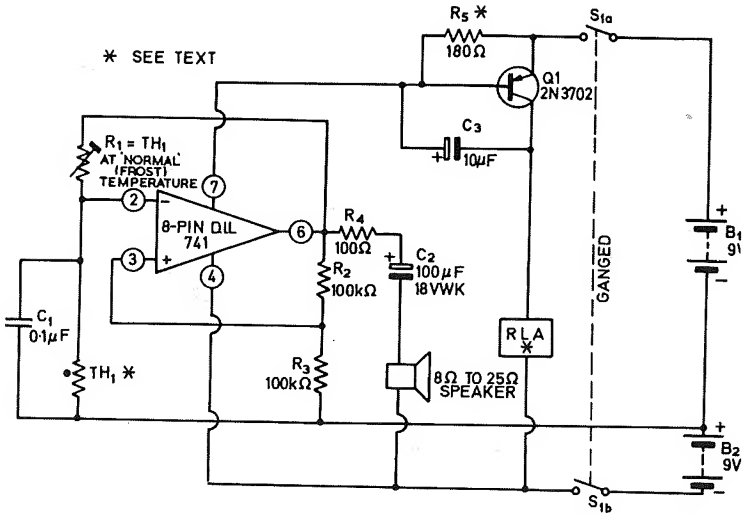 R5 *
180Ω
S1a
* SEE TEXT
Q1
2N3702
C3
+
10µF
R1 = TH1
AT 'NORMAL'
(FROST)
TEMPERATURE
7
2
-
8-PIN D.I.L
741
6
3
+
4
R4
100Ω
+
C2
100µF
18VWK
R2
100kΩ
C1
0·1µF
TH1 *
R3
100kΩ
8Ω TO 25Ω
SPEAKER
RLA
*
GANGED
+
B1
9V
-
+
B2
9V
-
S1b